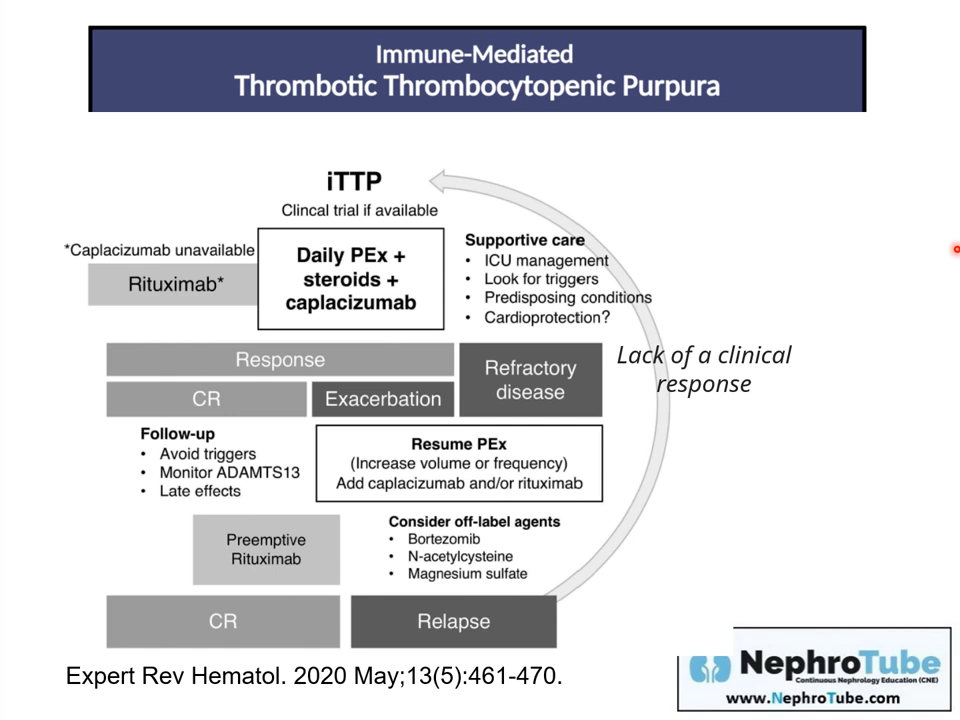 Immune-Mediated
Thrombotic Thrombocytopenic Purpura
iTTP
Clincal trial if available
*Caplacizumab unavailable
Rituximab*
Daily PEx +
steroids +
caplacizumab
Supportive care
• ICU management
• Look for triggers
• Predisposing conditions
• Cardioprotection?
Response
Refractory
disease
Lack of a clinical
response
CR
Exacerbation
Follow-up
• Avoid triggers
• Monitor ADAMTS13
• Late effects
Resume PEx
(Increase volume or frequency)
Add caplacizumab and/or rituximab
Preemptive
Rituximab
Consider off-label agents
• Bortezomib
• N-acetylcysteine
• Magnesium sulfate
CR
Relapse
Expert Rev Hematol. 2020 May;13(5):461-470.
NephroTube
Continuous Nephrology Education (CNE)
www.NephroTube.com